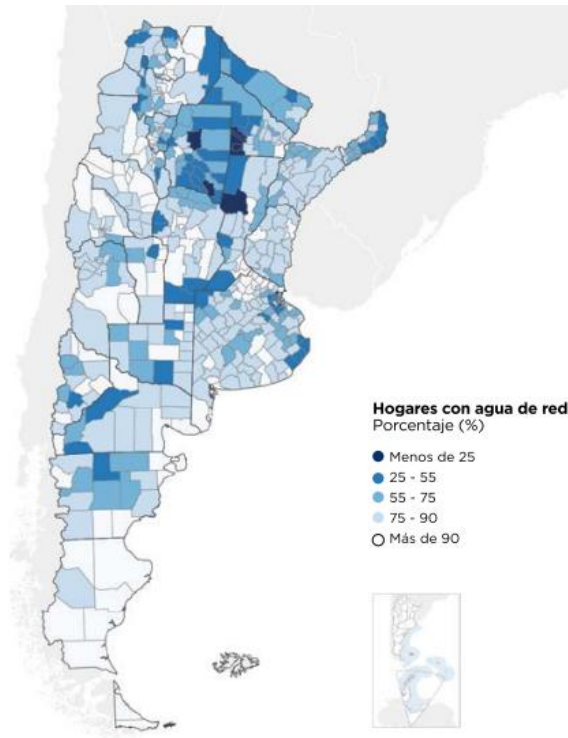 Hogares con agua de red
Porcentaje (%)
Menos de 25
25 - 55
55 - 75
75 - 90
Más de 90